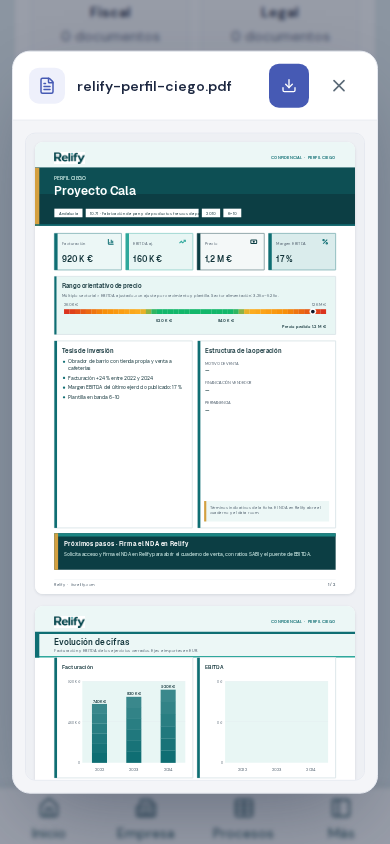 Fiscal
Legal
0 documentos
0 documentos
relify-perfil-ciego.pdf
Relify
CONFIDENCIAL · PERFIL CIEGO
PERFIL CIEGO
Proyecto Cala
Andalucía
2010
6-10
Facturación
920 K €
EBITDA aj.
160 K €
Precio
1,2 M €
Margen EBITDA
17 %
Rango orientativo de precio
Precio pedido 1,2 M €
Tesis de inversión
Obrador de barrio con tienda propia y venta a
cafeterías
Facturación +24 % entre 2022 y 2024
Margen EBITDA del último ejercicio publicado: 17 %
Plantilla en banda 6-10
Estructura de la operación
MOTIVO DE VENTA
—
FINANCIACIÓN VENDEDOR
—
PERMANENCIA
—
Próximos pasos · Firma el NDA en Relify
Solicita acceso y firma el NDA en Relify para abrir el cuaderno de venta, con ratios SABI y el puente de EBITDA.
Relify
CONFIDENCIAL · PERFIL CIEGO
Evolución de cifras
Facturación
EBITDA
2022
2023
2024
2022
2023
2024
Inicio
Empresa
Procesos
Más